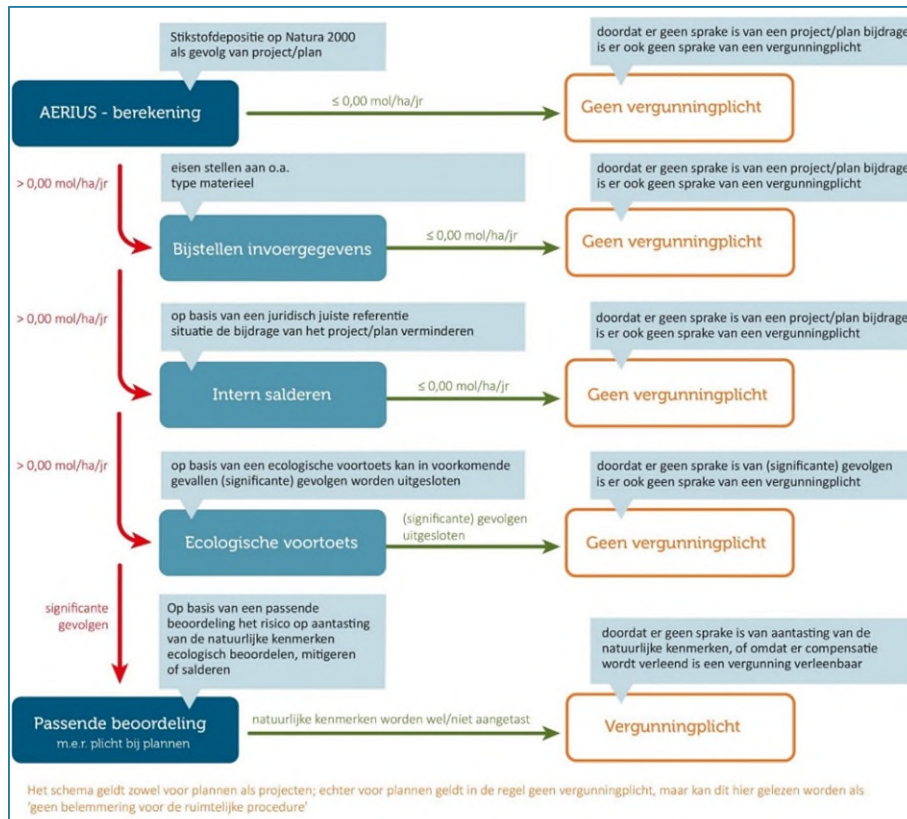 Stikstofdepositie op Natura 2000
als gevolg van project/plan
doordat er geen sprake is van een project/plan bijdrage
is er ook geen sprake van een vergunningplicht
AERIUS - berekening
≤ 0,00 mol/ha/jr
Geen vergunningplicht
> 0,00 mol/ha/jr
eisen stellen aan o.a.
type materieel
doordat er geen sprake is van een project/plan bijdrage
is er ook geen sprake van een vergunningplicht
Bijstellen invoergegevens
≤ 0,00 mol/ha/jr
Geen vergunningplicht
> 0,00 mol/ha/jr
op basis van een juridisch juiste referentie
situatie de bijdrage van het project/plan verminderen
doordat er geen sprake is van een project/plan bijdrage
is er ook geen sprake van een vergunningplicht
Intern salderen
≤ 0,00 mol/ha/jr
Geen vergunningplicht
> 0,00 mol/ha/jr
op basis van een ecologische voortoets kan in voorkomende
gevallen (significante) gevolgen worden uitgesloten
doordat er geen sprake is van (significante) gevolgen
is er ook geen sprake van een vergunningplicht
Ecologische voortoets
(significante) gevolgen
uitgesloten
Geen vergunningplicht
significante
gevolgen
Op basis van een passende
beoordeling het risico op aantasting
van de natuurlijke kenmerken
ecologisch beoordelen, mitigeren
of salderen
doordat er geen sprake is van aantasting van de
natuurlijke kenmerken, of omdat er compensatie
wordt verleend is een vergunning verleenbaar
Passende beoordeling
m.e.r. plicht bij plannen
natuurlijke kenmerken worden wel/niet aangetast
Vergunningplicht
Het schema geldt zowel voor plannen als projecten; echter voor plannen geldt in de regel geen vergunningplicht, maar kan dit hier gelezen worden als
'geen belemmering voor de ruimtelijke procedure'